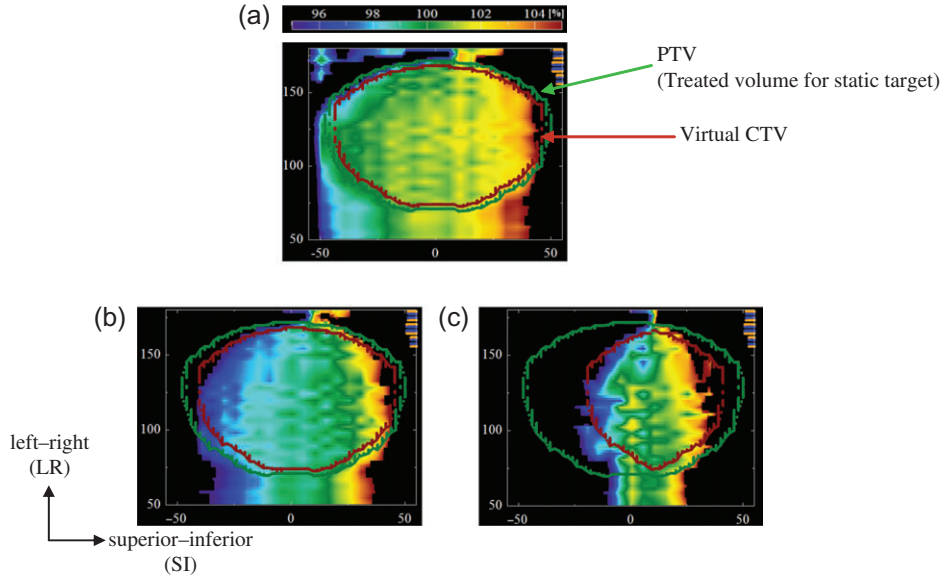 (a)
96 98 100 102 104 [%]
150
100
50
-50 0 50
PTV
(Treated volume for static target)
Virtual CTV
(b)
150
100
50
−50 0 50
(c)
150
100
50
−50 0 50
left–right
(LR)
superior–inferior
(SI)